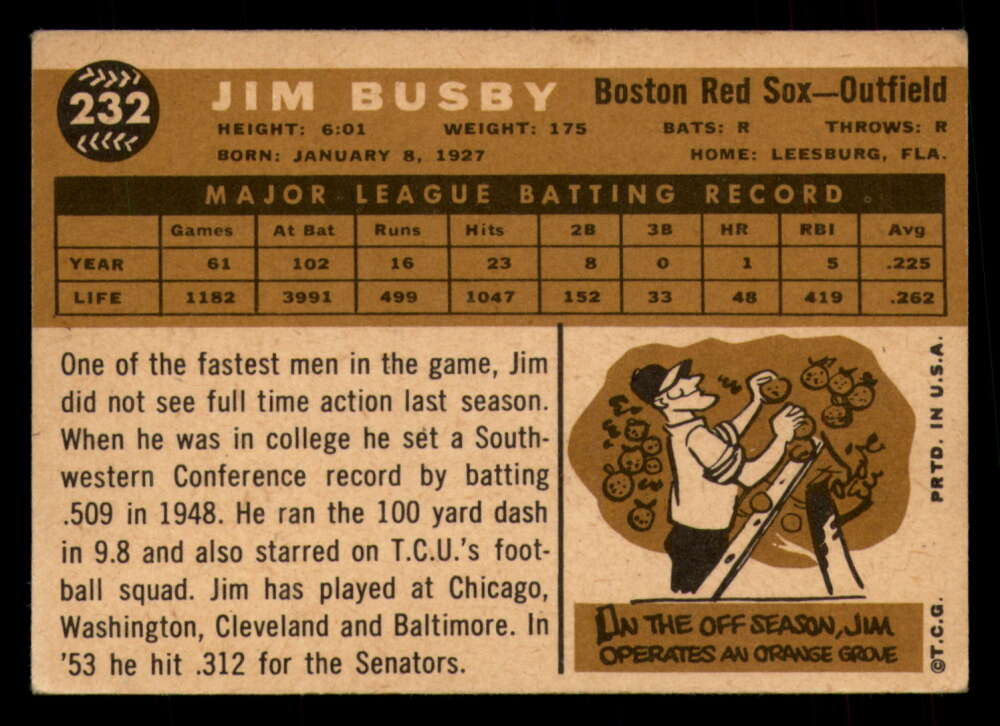 232
JIM BUSBY Boston Red Sox—Outfield
HEIGHT: 6:01 WEIGHT: 175 BATS: R THROWS: R
BORN: JANUARY 8, 1927 HOME: LEESBURG, FLA.
MAJOR LEAGUE BATTING RECORD
Games At Bat Runs Hits 2B 3B HR RBI Avg
YEAR 61 102 16 23 8 0 1 5 .225
LIFE 1182 3991 499 1047 152 33 48 419 .262
One of the fastest men in the game, Jim
did not see full time action last season.
When he was in college he set a South-
western Conference record by batting
.509 in 1948. He ran the 100 yard dash
in 9.8 and also starred on T.C.U.'s foot-
ball squad. Jim has played at Chicago,
Washington, Cleveland and Baltimore. In
'53 he hit .312 for the Senators.
IN THE OFF SEASON, JIM
OPERATES AN ORANGE GROVE
©T.C.G. PRTD. IN U.S.A.